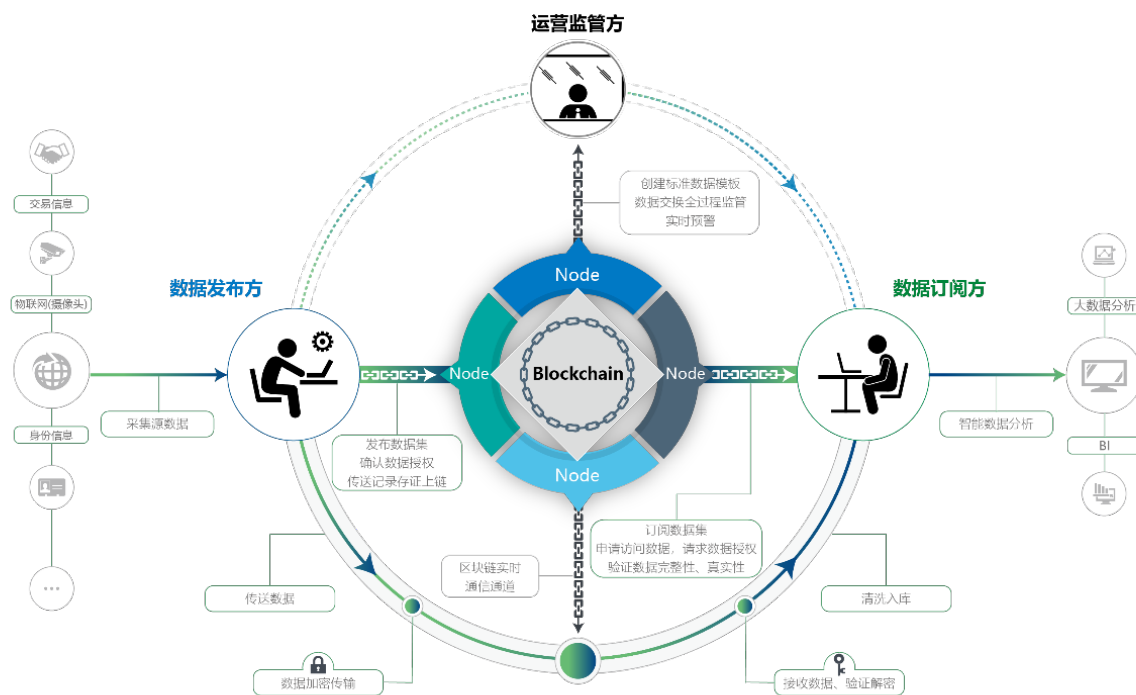 运营监管方
创建标准数据模板
数据交换全过程监管
实时预警
交易信息
物联网(摄像头)
身份信息
...
数据发布方
数据订阅方
采集源数据
Node
Node
Blockchain
Node
Node
发布数据集
确认数据授权
传送记录存证上链
订阅数据集
申请访问数据，请求数据授权
验证数据完整性、真实性
区块链实时
通信通道
大数据分析
智能数据分析
BI
传送数据
清洗入库
数据加密传输
接收数据、验证解密